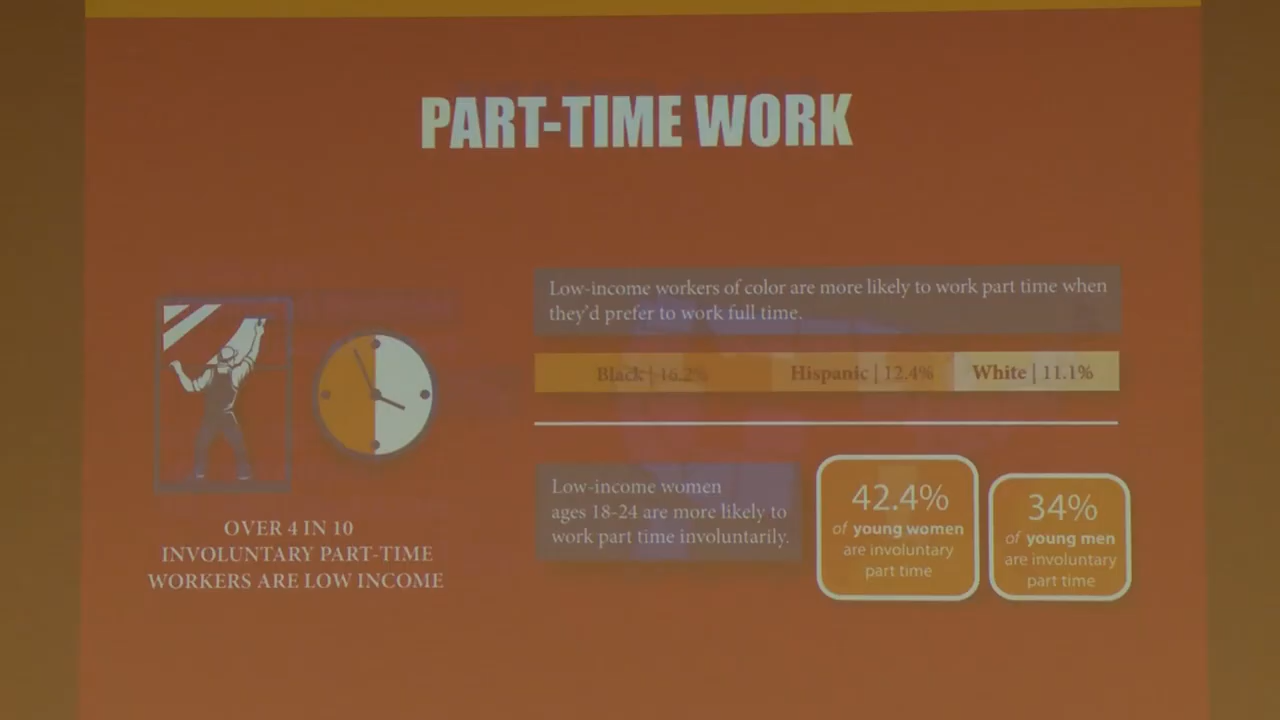 PART-TIME WORK
Low-income workers of color are more likely to work part time when
they'd prefer to work full time.
Black | 16.2% Hispanic | 12.4% White | 11.1%
OVER 4 IN 10
INVOLUNTARY PART-TIME
WORKERS ARE LOW INCOME
Low-income women
ages 18-24 are more likely to
work part time involuntarily.
42.4%
of young women
are involuntary
part time
34%
of young men
are involuntary
part time